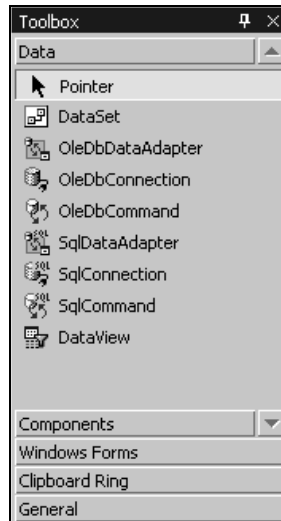 Toolbox
Data
Pointer
DataSet
OleDbDataAdapter
OleDbConnection
OleDbCommand
SqlDataAdapter
SqlConnection
SqlCommand
DataView
Components
Windows Forms
Clipboard Ring
General